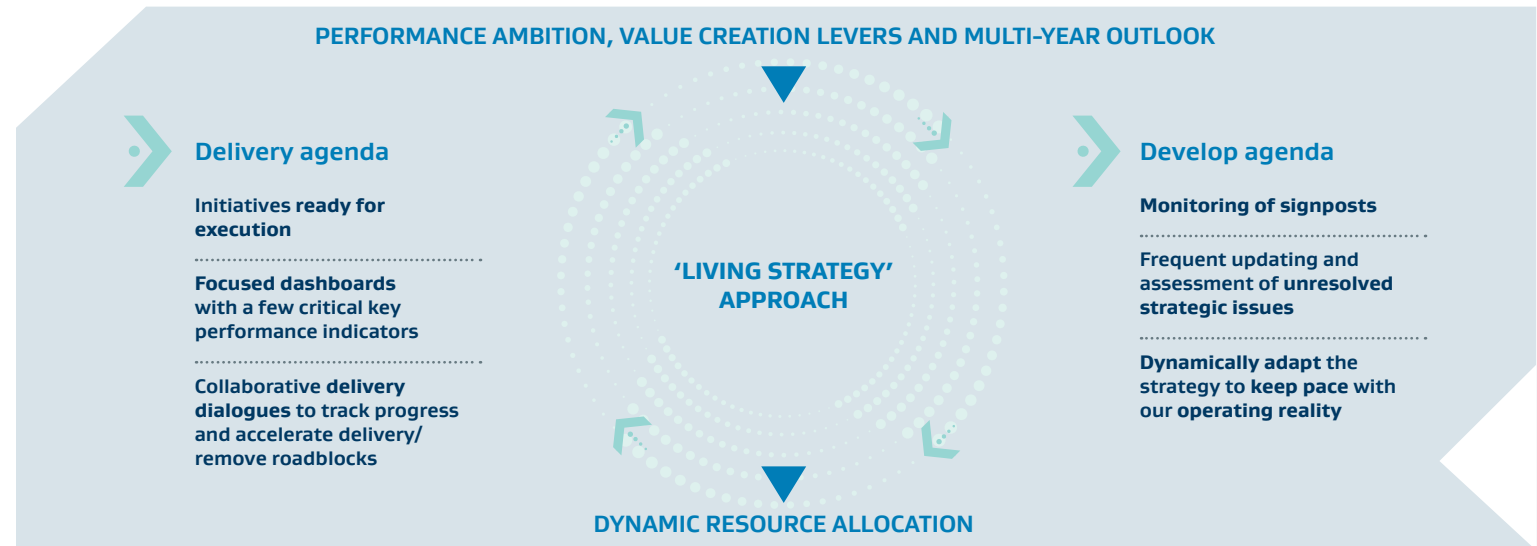 PERFORMANCE AMBITION, VALUE CREATION LEVERS AND MULTI-YEAR OUTLOOK
Delivery agenda
Initiatives ready for
execution
Focused dashboards
with a few critical key
performance indicators
Collaborative delivery
dialogues to track progress
and accelerate delivery/
remove roadblocks
‘LIVING STRATEGY’
APPROACH
Develop agenda
Monitoring of signposts
Frequent updating and
assessment of unresolved
strategic issues
Dynamically adapt the
strategy to keep pace with
our operating reality
DYNAMIC RESOURCE ALLOCATION